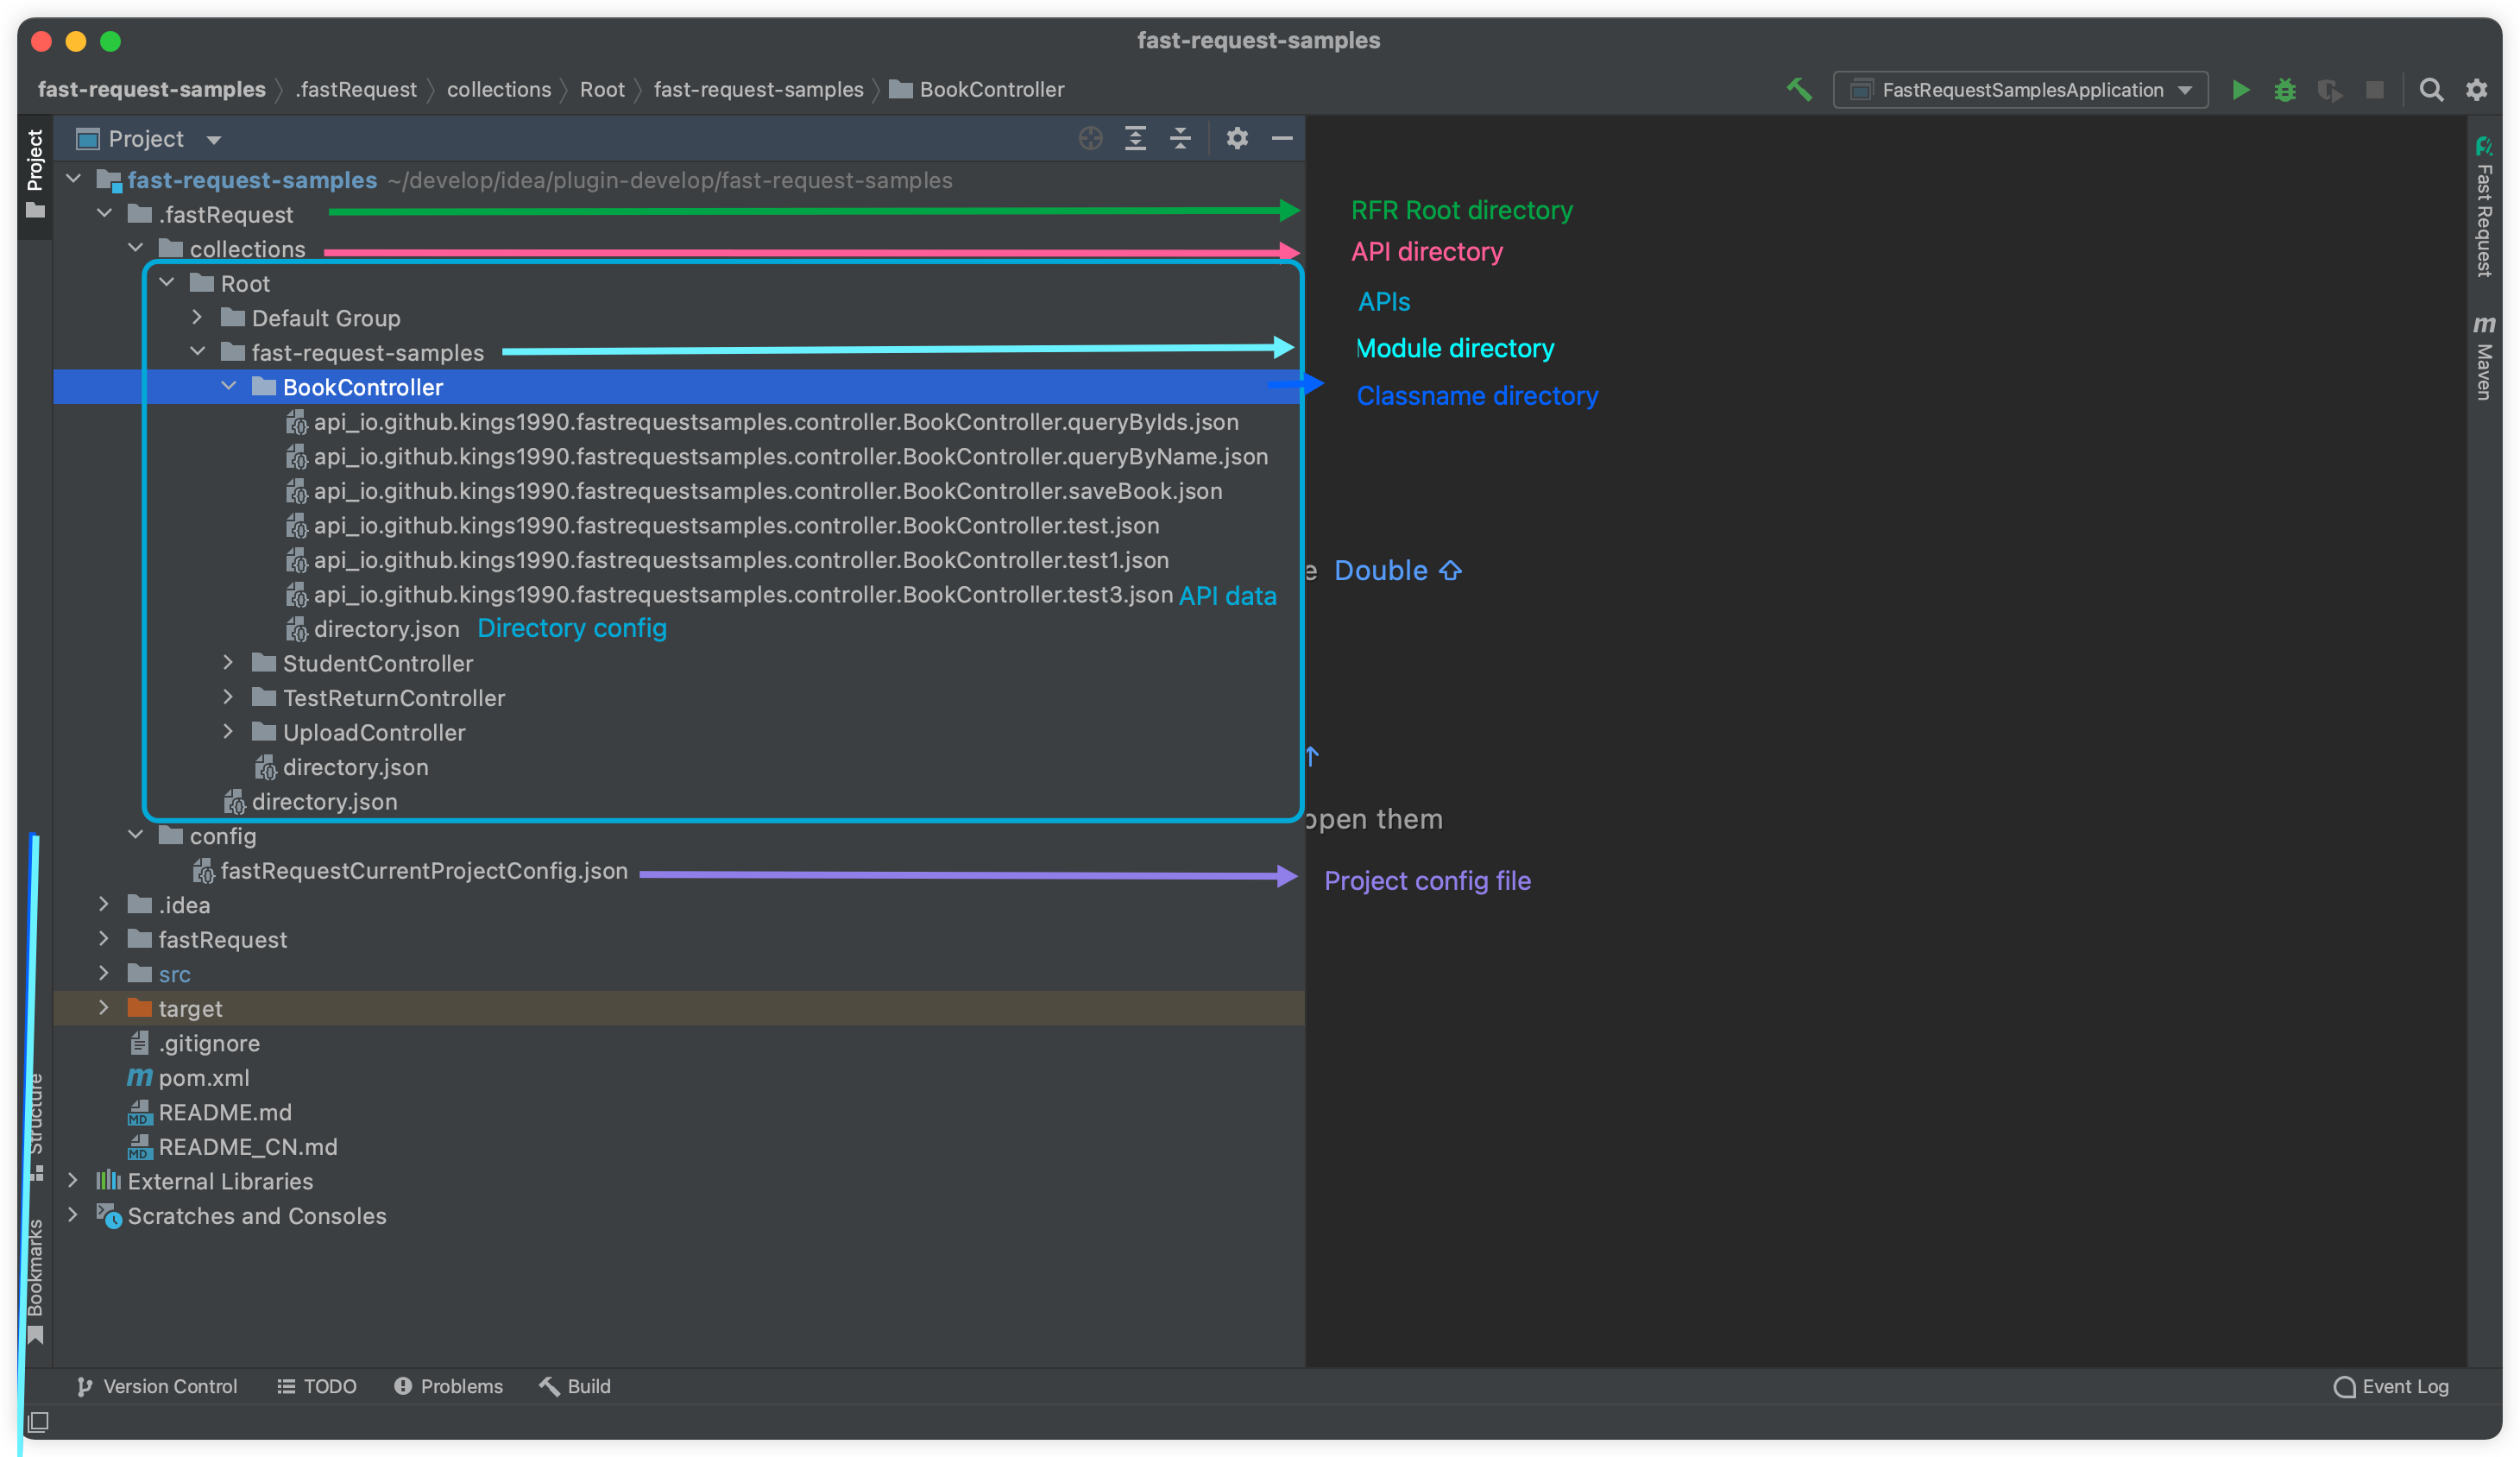 fast-request-samples
fast-request-samples .fastRequest collections Root fast-request-samples BookController
FastRequestSamplesApplication
Project
Project
fast-request-samples ~/develop/idea/plugin-develop/fast-request-samples
.fastRequest
RFR Root directory
collections
API directory
Root
APIs
Default Group
fast-request-samples
Module directory
BookController
Classname directory
api_io.github.kings1990.fastrequestsamples.controller.BookController.queryByIds.json
api_io.github.kings1990.fastrequestsamples.controller.BookController.queryByName.json
api_io.github.kings1990.fastrequestsamples.controller.BookController.saveBook.json
api_io.github.kings1990.fastrequestsamples.controller.BookController.test.json
api_io.github.kings1990.fastrequestsamples.controller.BookController.test1.json
e Double ⇧
api_io.github.kings1990.fastrequestsamples.controller.BookController.test3.json API data
directory.json Directory config
StudentController
TestReturnController
UploadController
directory.json
directory.json
open them
config
fastRequestCurrentProjectConfig.json
Project config file
.idea
fastRequest
src
target
.gitignore
pom.xml
README.md
README_CN.md
External Libraries
Scratches and Consoles
Structure
Bookmarks
Fast Request
Maven
Version Control TODO Problems Build
Event Log